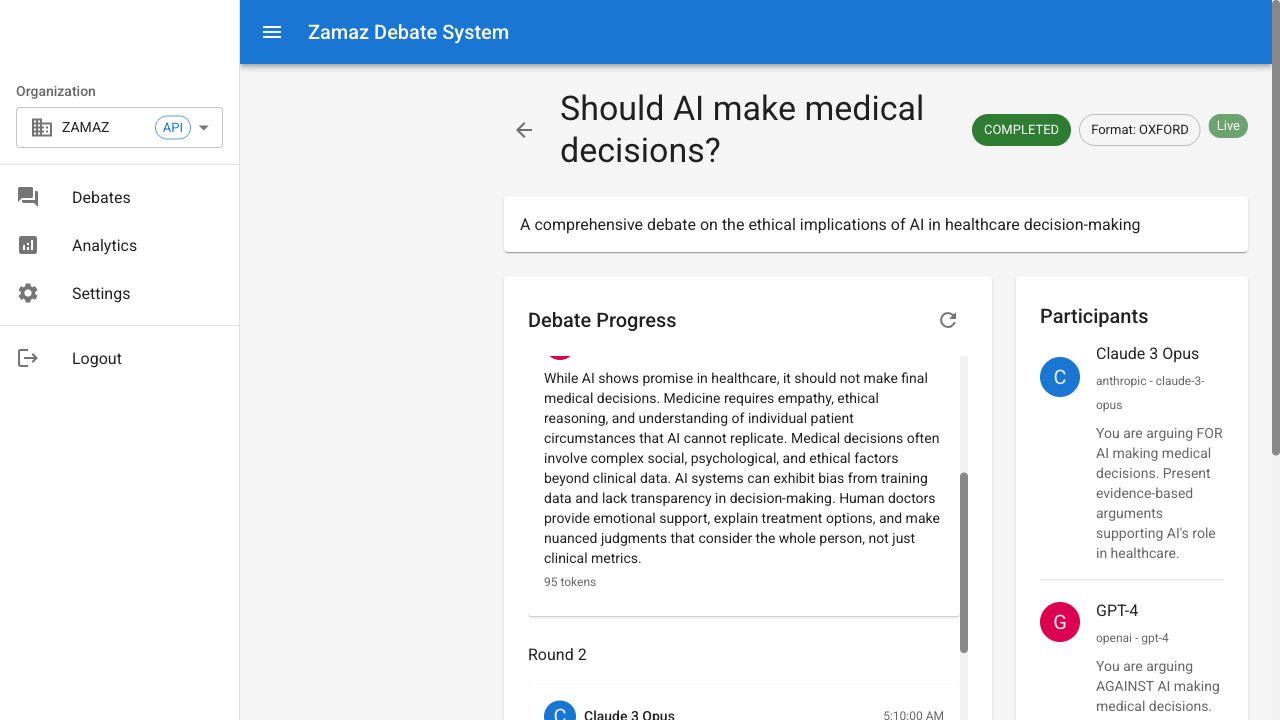 Zamaz Debate System
Organization
ZAMAZ
API
Debates
Analytics
Settings
Logout
Should AI make medical
decisions?
COMPLETED
Format: OXFORD
Live
A comprehensive debate on the ethical implications of AI in healthcare decision-making
Debate Progress
While AI shows promise in healthcare, it should not make final
medical decisions. Medicine requires empathy, ethical
reasoning, and understanding of individual patient
circumstances that AI cannot replicate. Medical decisions often
involve complex social, psychological, and ethical factors
beyond clinical data. AI systems can exhibit bias from training
data and lack transparency in decision-making. Human doctors
provide emotional support, explain treatment options, and make
nuanced judgments that consider the whole person, not just
clinical metrics.
95 tokens
Round 2
C
Claude 3 Opus
5:10:00 AM
Participants
C
Claude 3 Opus
anthropic - claude-3-
opus
You are arguing FOR
AI making medical
decisions. Present
evidence-based
arguments
supporting AI's role
in healthcare.
G
GPT-4
openai - gpt-4
You are arguing
AGAINST AI making
medical decisions.